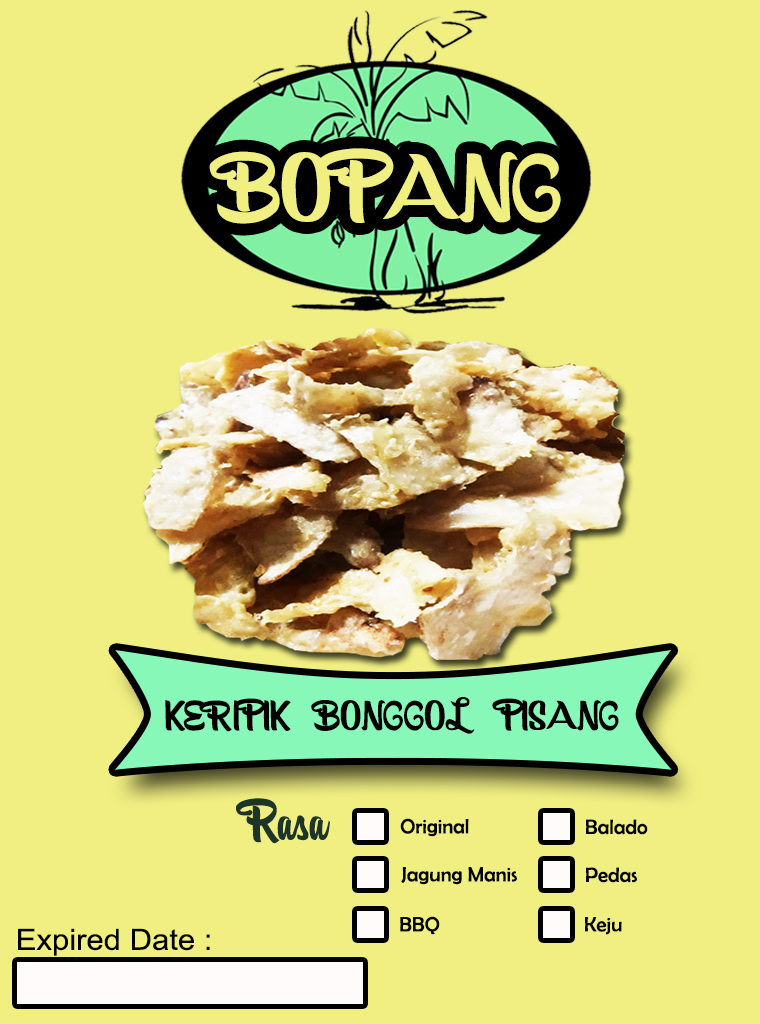 BOPANG
KERIPIK BONGGOL PISANG
Rasa
Original
Balado
Jagung Manis
Pedas
BBQ
Keju
Expired Date :